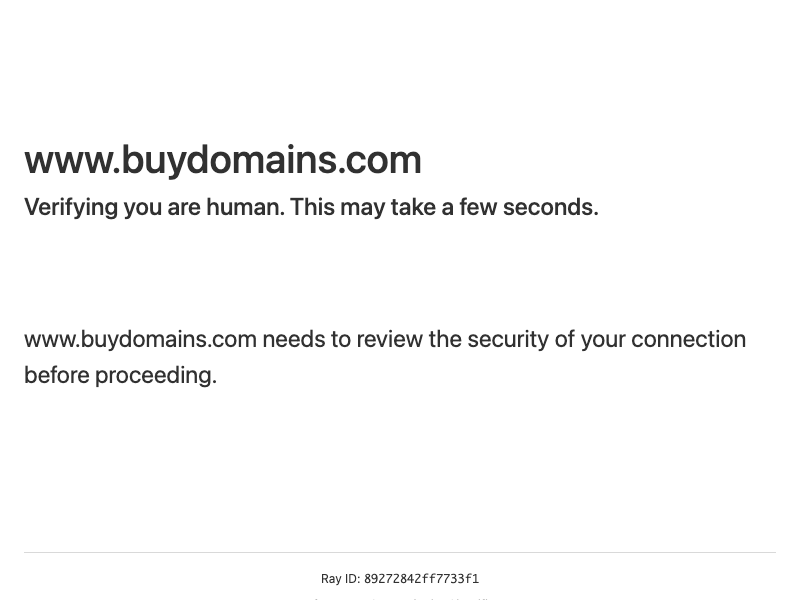 www.buydomains.com
Verifying you are human. This may take a few seconds.
www.buydomains.com needs to review the security of your connection
before proceeding.
Ray ID: 89272842ff7733f1